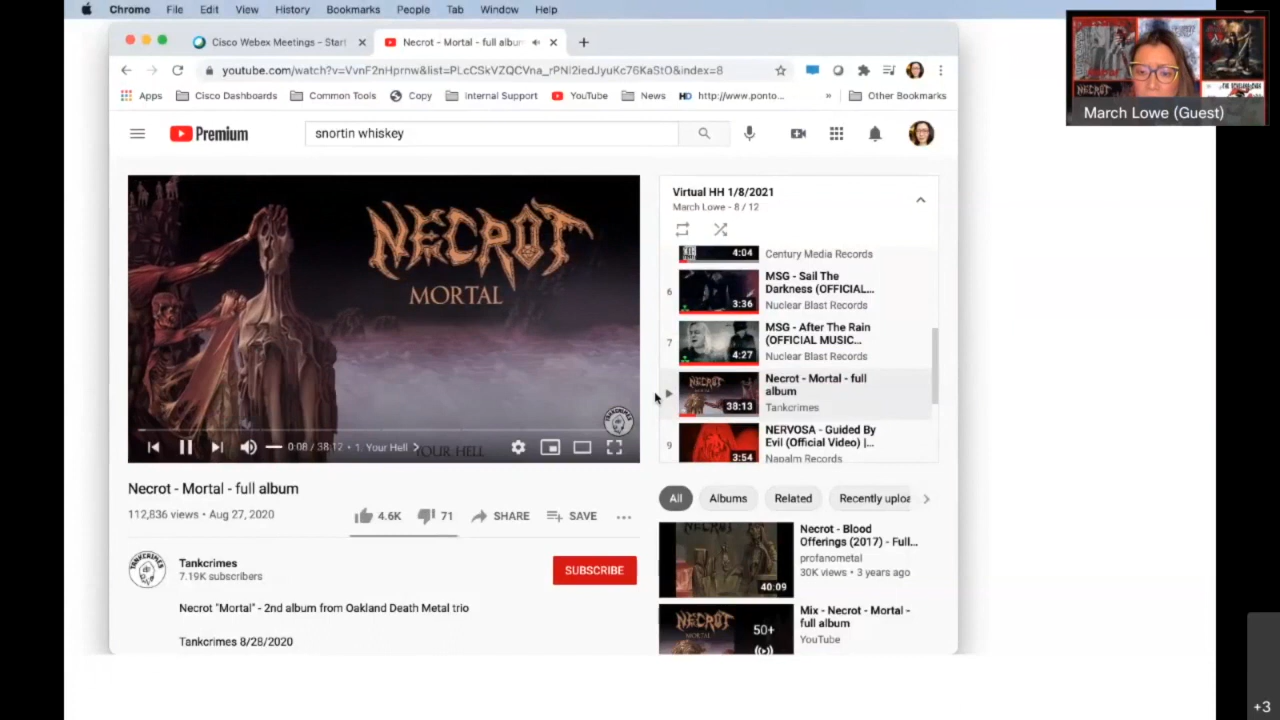 Chrome File Edit View History Bookmarks People Tab Window Help
Cisco Webex Meetings - Start
Necrot - Mortal - full album
youtube.com/watch?v=VvnF2nHprnw&list=PLcCSkVZQCVna_rPNI2iedJyuKc76KaStO&index=8
Apps Cisco Dashboards Common Tools Copy Internal Support YouTube News http://www.ponto... » Other Bookmarks
Premium
snortin whiskey
NECROT
MORTAL
YOUR HELL
0:08 / 38:12 • 1. Your Hell
Necrot - Mortal - full album
112,836 views • Aug 27, 2020
4.6K 71 SHARE SAVE ...
Tankcrimes
7.19K subscribers
SUBSCRIBE
Necrot "Mortal" - 2nd album from Oakland Death Metal trio
Tankcrimes 8/28/2020
Virtual HH 1/8/2021
March Lowe - 8 / 12
4:04
Century Media Records
6
3:36
MSG - Sail The
Darkness (OFFICIAL...
Nuclear Blast Records
7
4:27
MSG - After The Rain
(OFFICIAL MUSIC...
Nuclear Blast Records
NECROT
38:13
Necrot - Mortal - full
album
Tankcrimes
9
3:54
NERVOSA - Guided By
Evil (Official Video) |...
Napalm Records
All Albums Related Recently uploa
40:09
Necrot - Blood
Offerings (2017) - Full...
profanometal
30K views • 3 years ago
NECROT
50+
Mix - Necrot - Mortal -
full album
YouTube
NECROT
March Lowe (Guest)
+3